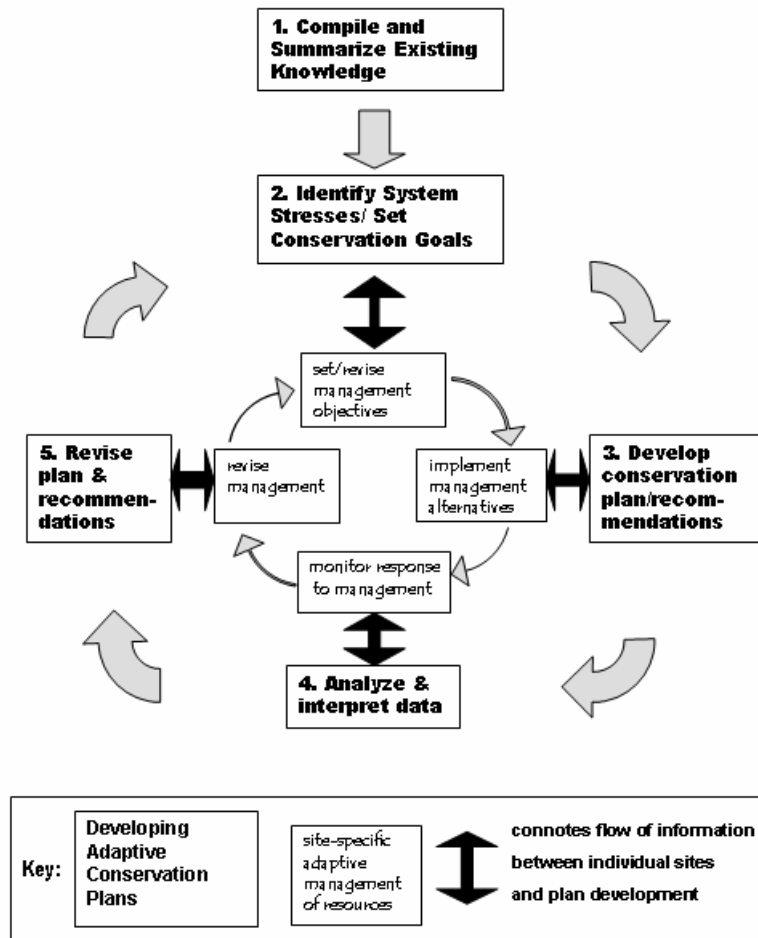 1. Compile and
Summarize Existing
Knowledge
2. Identify System
Stresses/ Set
Conservation Goals
set/revise
management
objectives
5. Revise
plan &
recommen-
dations
revise
management
implement
management
alternatives
3. Develop
conservation
plan/recom-
mendations
monitor response
to management
4. Analyze &
interpret data
Key:
Developing
Adaptive
Conservation
Plans
site-specific
adaptive
management
of resources
connotes flow of information
between individual sites
and plan development